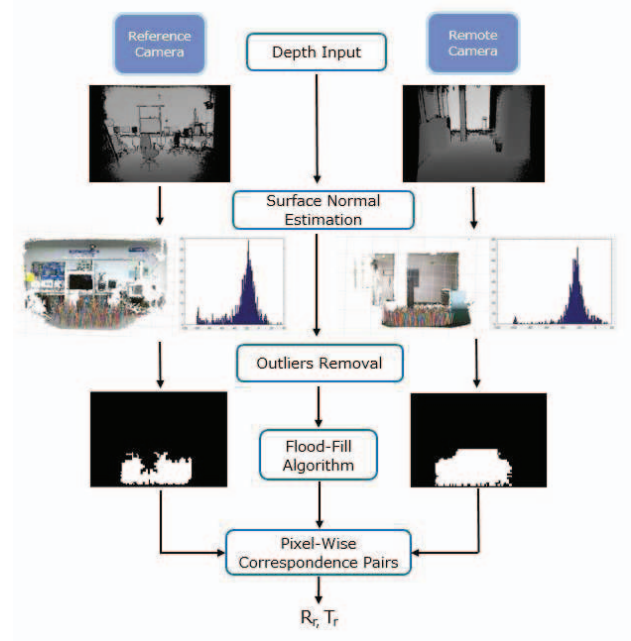 Reference
Camera
Depth Input
Remote
Camera
Surface Normal
Estimation
Outliers Removal
Flood-Fill
Algorithm
Pixel-Wise
Correspondence Pairs
Rr, Tr